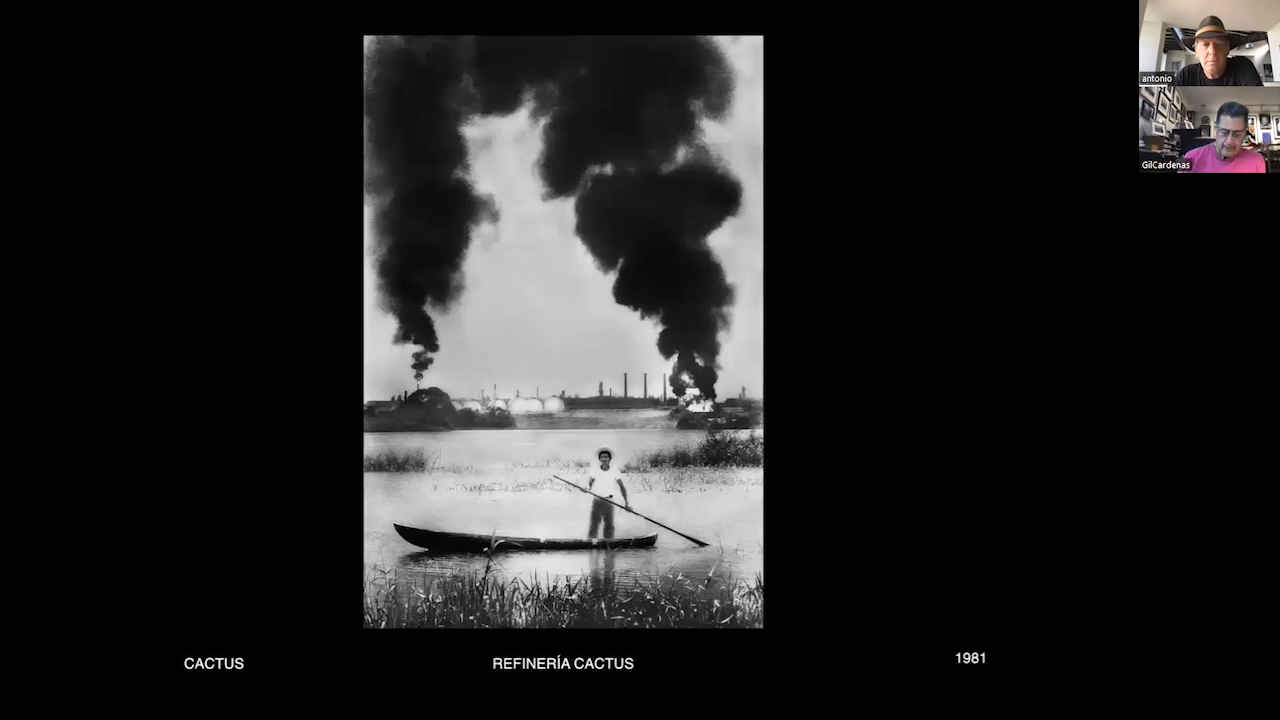 antonio
GilCardenas
CACTUS
REFINERÍA CACTUS
1981